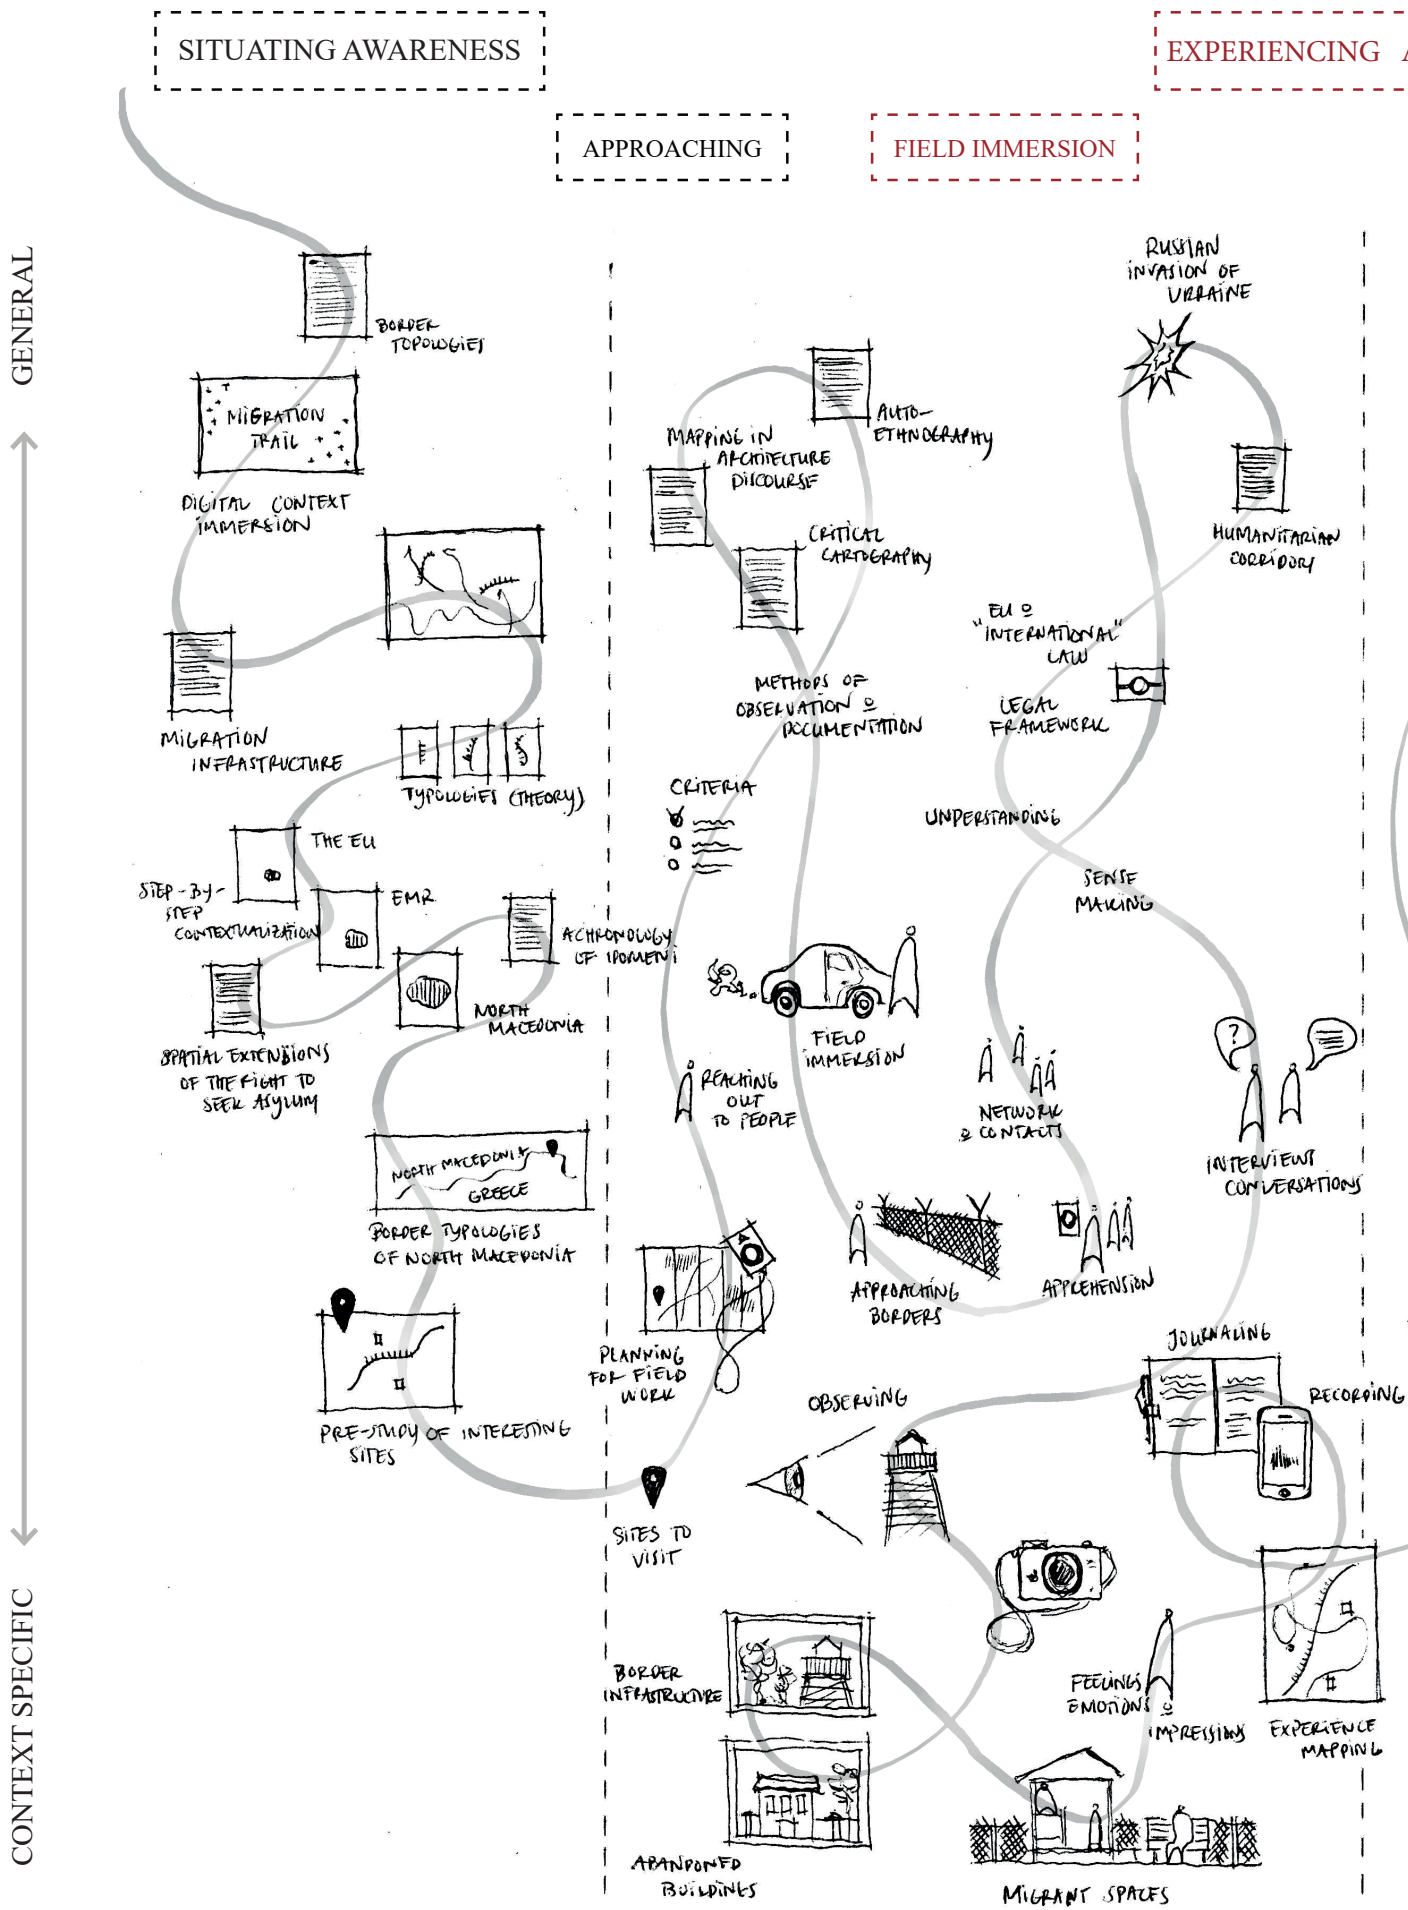 SITUATING AWARENESS
EXPERIENCING A
APPROACHING
FIELD IMMERSION
GENERAL
CONTEXT SPECIFIC
BORDER
TOPOLOGIES
MIGRATION
TRAIL
DIGITAL CONTEXT
IMMERSION
MIGRATION
INFRASTRUCTURE
TYPOLOGIES (THEORY)
THE EU
STEP-BY-
STEP
CONTEXTUALIZATION
EMR
A CHRONOLOGY
OF IDOMENI
NORTH
MACEDONIA
SPATIAL EXTENSIONS
OF THE RIGHT TO
SEEK ASYLUM
NORTH MACEDONIA
GREECE
BORDER TYPOLOGIES
OF NORTH MACEDONIA
PRE-STUDY OF INTERESTING
SITES
AUTO-
ETHNOGRAPHY
MAPPING IN
ARCHITECTURE
DISCOURSE
CRITICAL
CARTOGRAPHY
METHODS OF
OBSERVATION &
DOCUMENTATION
CRITERIA
FIELD
IMMERSION
REACHING
OUT
TO PEOPLE
PLANNING
FOR FIELD
WORK
SITES TO
VISIT
RUSSIAN
INVASION OF
UKRAINE
HUMANITARIAN
CORRIDORS
EU &
"INTERNATIONAL"
LAW
LEGAL
FRAMEWORK
UNDERSTANDING
SENSE
MAKING
NETWORK
& CONTACTS
?
INTERVIEWS
CONVERSATIONS
APPROACHING
BORDERS
APPREHENSION
JOURNALING
RECORDING
OBSERVING
BORDER
INFRASTRUCTURE
ABANDONED
BUILDINGS
FEELINGS
EMOTIONS
IMPRESSIONS
EXPERIENCE
MAPPING
MIGRANT SPACES